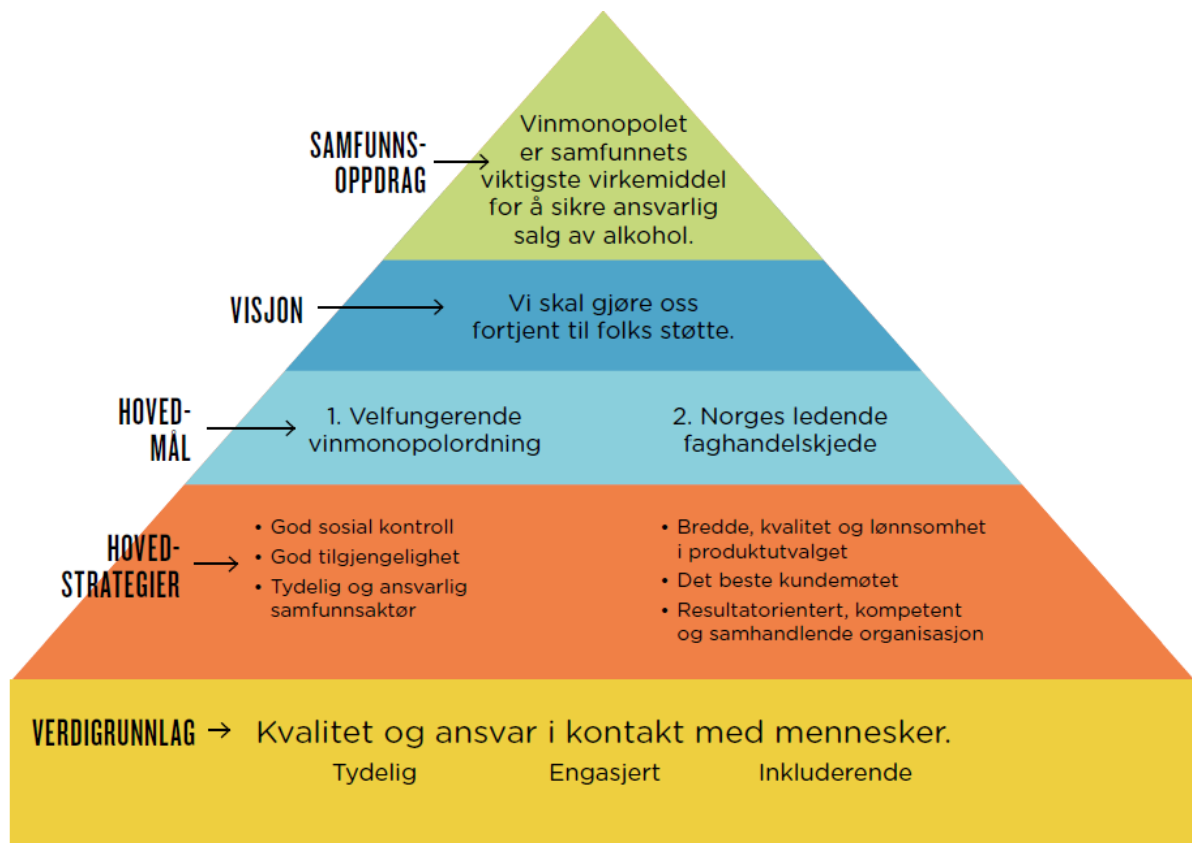 SAMFUNNS-
OPPDRAG
Vinmonopolet
er samfunnets
viktigste virkemiddel
for å sikre ansvarlig
salg av alkohol.
VISJON
Vi skal gjøre oss
fortjent til folks støtte.
HOVED-
MÅL
1. Velfungerende
vinmonopolordning
2. Norges ledende
faghandelskjede
HOVED-
STRATEGIER
• God sosial kontroll
• God tilgjengelighet
• Tydelig og ansvarlig
samfunnsaktør
• Bredde, kvalitet og lønnsomhet
i produktutvalget
• Det beste kundemøtet
• Resultatorientert, kompetent
og samhandlende organisasjon
VERDIGRUNNLAG
Kvalitet og ansvar i kontakt med mennesker.
Tydelig Engasjert Inkluderende